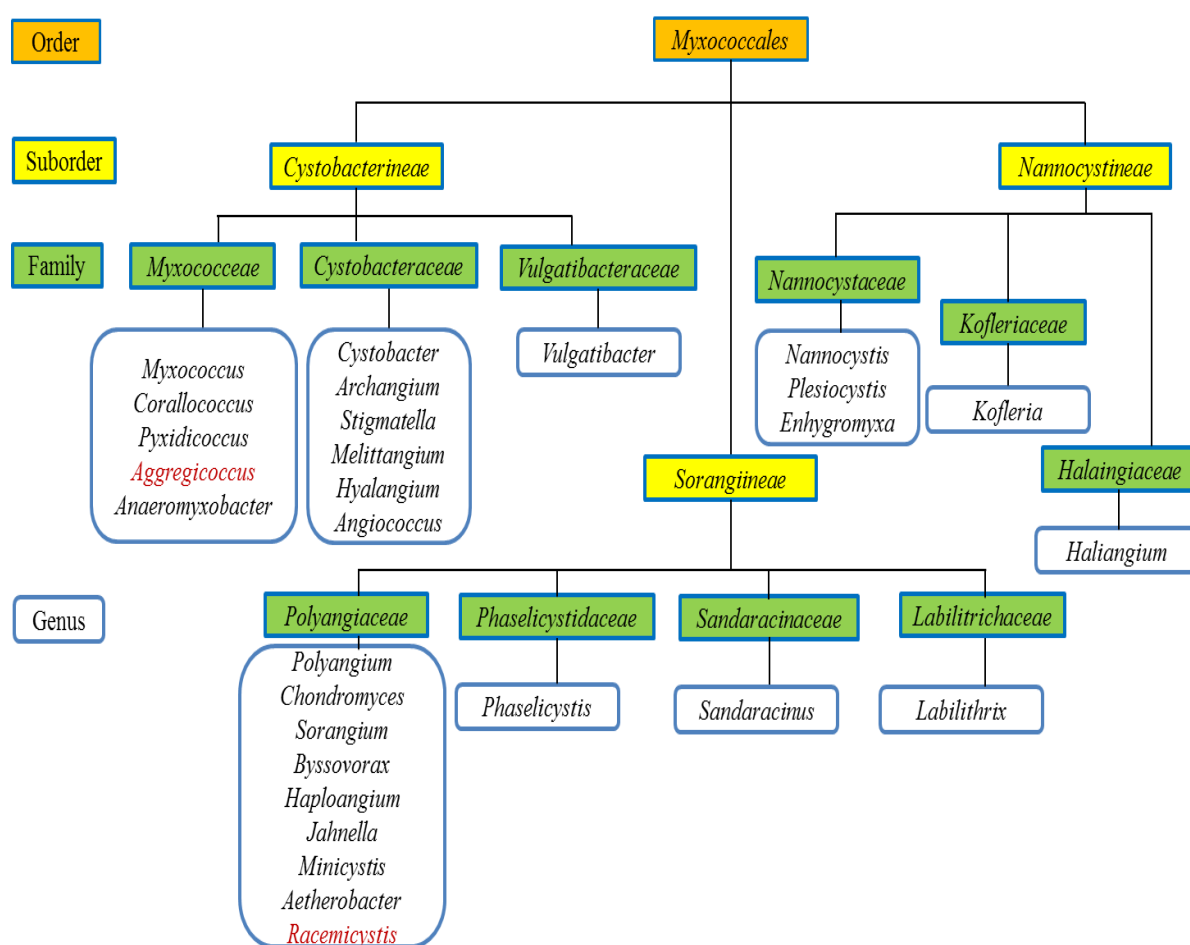 Order
Myxococcales
Suborder
Cystobacterineae
Nannocystineae
Family
Myxococceae
Cystobacteraceae
Vulgatibacteraceae
Nannocystaceae
Kofleriaceae
Myxococcus
Corallococcus
Pyxidicoccus
Aggregicoccus
Anaeromyxobacter
Cystobacter
Archangium
Stigmatella
Melittangium
Hyalangium
Angiococcus
Vulgatibacter
Nannocystis
Plesiocystis
Enhygromyxa
Kofleria
Sorangiineae
Halaingiaceae
Haliangium
Genus
Polyangiaceae
Phaselicystidaceae
Sandaracinaceae
Labilitrichaceae
Polyangium
Chondromyces
Sorangium
Byssovorax
Haploangium
Jahnella
Minicystis
Aetherobacter
Racemicystis
Phaselicystis
Sandaracinus
Labilithrix